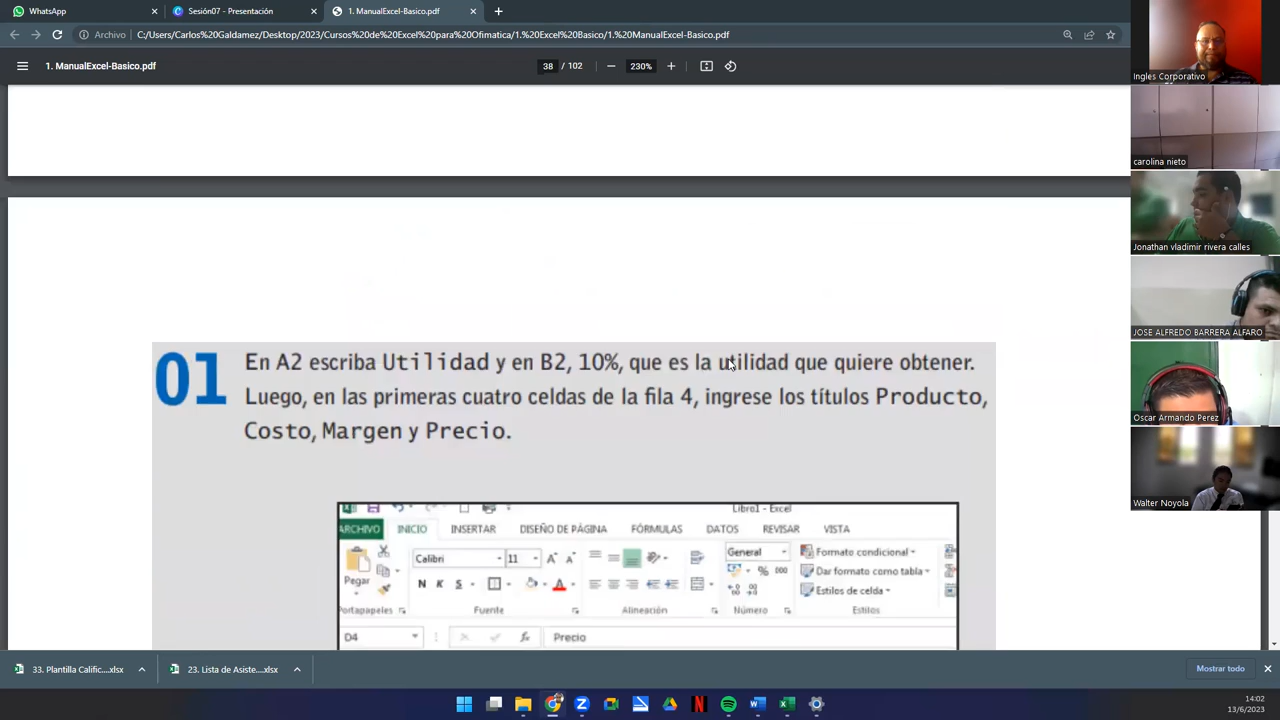 WhatsApp
Sesión07 - Presentación
1. ManualExcel-Basico.pdf
Archivo
C:/Users/Carlos%20Galdamez/Desktop/2023/Cursos%20de%20Excel%20para%20Ofimatica/1.%20Excel%20Basico/1.%20ManualExcel-Basico.pdf
1. ManualExcel-Basico.pdf
38 / 102
230%
01
En A2 escriba Utilidad y en B2, 10%, que es la utilidad que quiere obtener.
Luego, en las primeras cuatro celdas de la fila 4, ingrese los títulos Producto,
Costo, Margen y Precio.
Libro1 - Excel
ARCHIVO INICIO INSERTAR DISEÑO DE PÁGINA FÓRMULAS DATOS REVISAR VISTA
Calibri 11
General
Formato condicional
Pegar
N K S
% 000
Dar formato como tabla
Estilos de celda
Portapapeles Fuente Alineación Número Estilos
D4
fx
Precio
Ingles Corporativo
carolina nieto
Jonathan vladimir rivera calles
JOSE ALFREDO BARRERA ALFARO
Oscar Armando Perez
Walter Noyola
33. Plantilla Calific....xlsx
23. Lista de Asiste....xlsx
Mostrar todo
14:02
13/6/2023